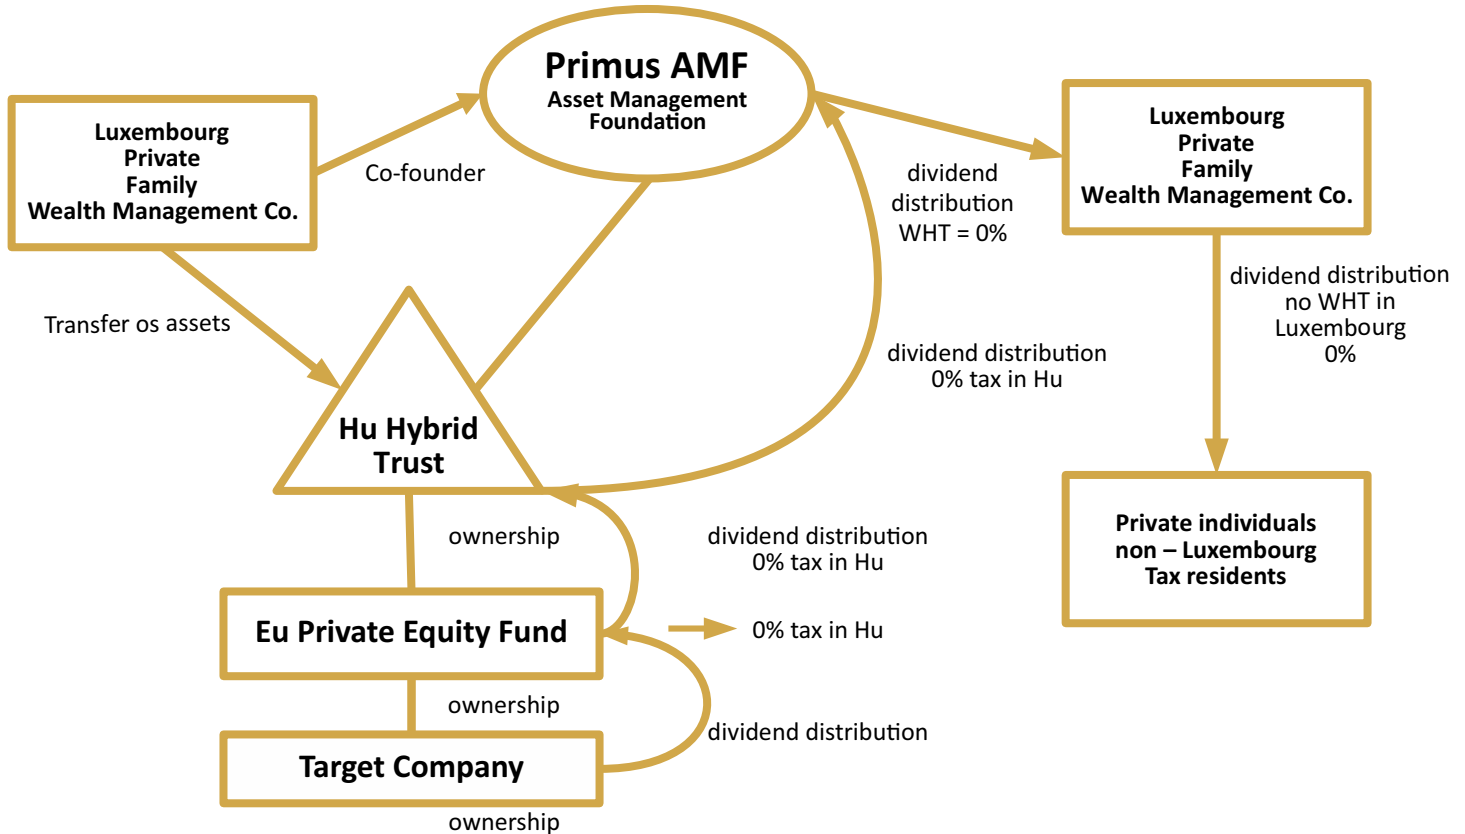 Primus AMF
Asset Management
Foundation
Luxembourg
Private
Family
Wealth Management Co.
Co-founder
Luxembourg
Private
Family
Wealth Management Co.
dividend
distribution
WHT = 0%
Transfer os assets
dividend distribution
no WHT in
Luxembourg
0%
dividend distribution
0% tax in Hu
Hu Hybrid
Trust
ownership
dividend distribution
0% tax in Hu
Private individuals
non – Luxembourg
Tax residents
Eu Private Equity Fund
0% tax in Hu
ownership
dividend distribution
Target Company
ownership